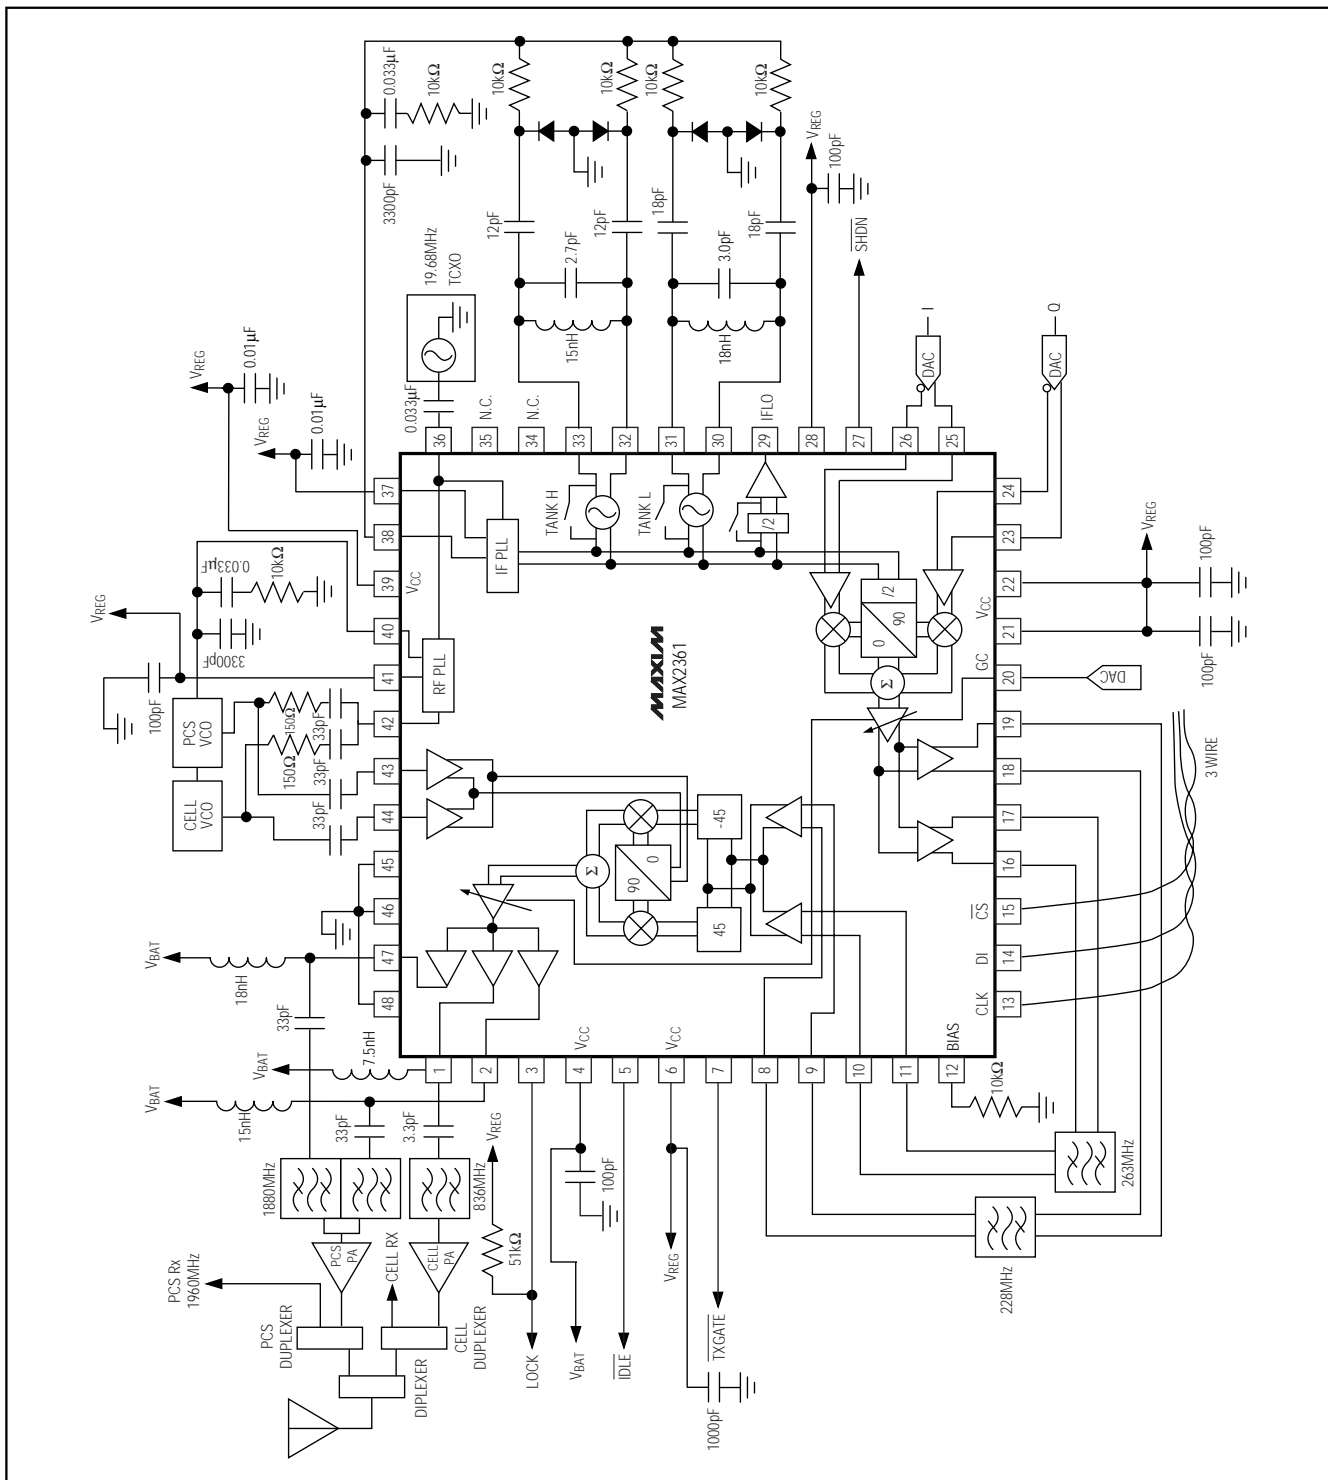 0.033µF
10kΩ
3300pF
10kΩ
10kΩ
10kΩ
10kΩ
VREG
100pF
12pF
12pF
18pF
18pF
19.68MHz
TCXO
2.7pF
3.0pF
SHDN
15nH
18nH
I
DAC
Q
DAC
VREG
0.01µF
VREG
0.01µF
0.033µF
36
N.C.
35
N.C.
34
33
32
31
30
IFLO
29
28
27
26
25
37
38
39
40
41
42
43
44
45
46
47
48
24
23
22
21
20
19
18
17
16
15
14
13
TANK H
TANK L
/2
IF PLL
VCC
RF PLL
/2
90
0
Σ
VCC
GC
MAXIM
MAX2361
0.033µF
10kΩ
VREG
3300pF
100pF
PCS
VCO
CELL
VCO
150Ω
33pF
150Ω
33pF
33pF
33pF
VREG
100pF
100pF
DAC
3 WIRE
-45
45
90
0
Σ
CS
DI
CLK
VCC
VCC
BIAS
VBAT
18nH
33pF
VBAT
7.5nH
VBAT
15nH
33pF
3.3pF
1
2
3
4
5
6
7
8
9
10
11
12
10kΩ
VREG
100pF
1880MHz
836MHz
263MHz
228MHz
PCS
PA
CELL
PA
CELL RX
51kΩ
PCS Rx
1960MHz
PCS
DUPLEXER
CELL
DUPLEXER
DIPLEXER
LOCK
VBAT
IDLE
VREG
TXGATE
1000pF